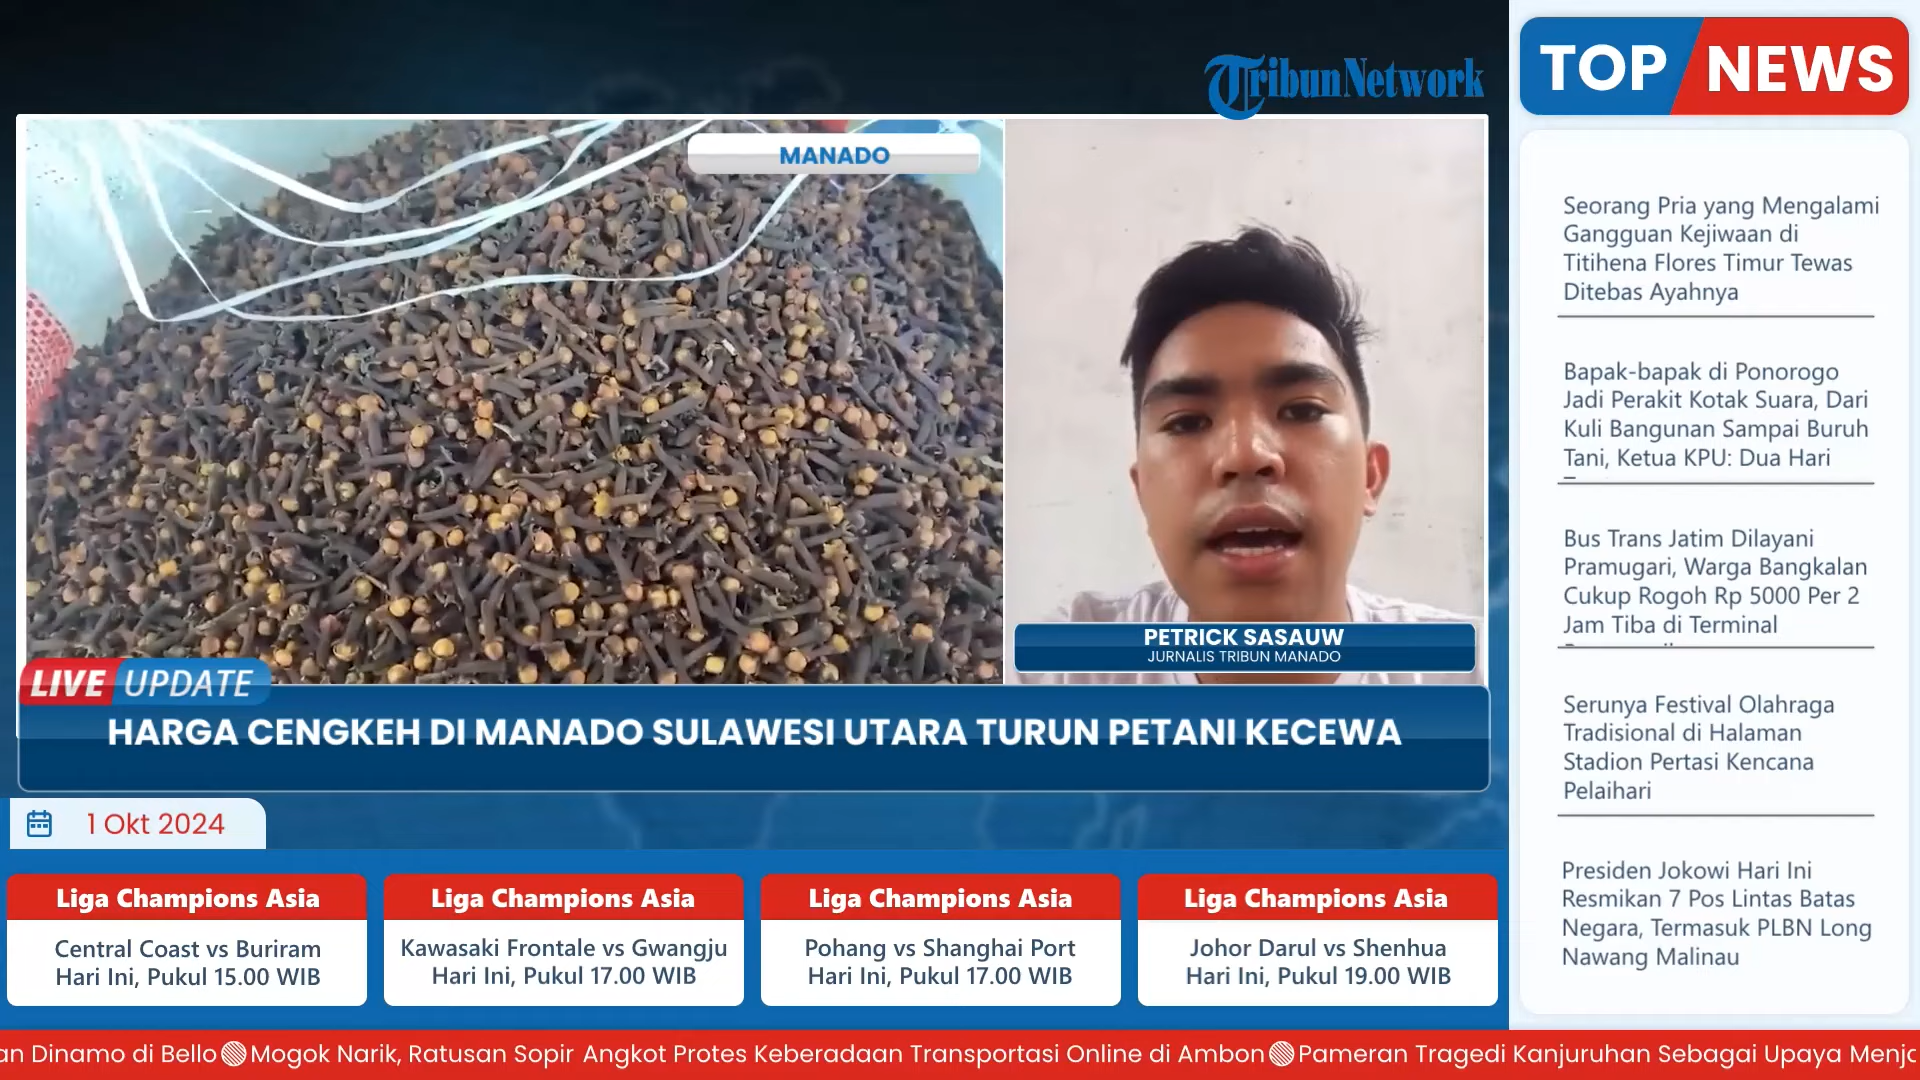 TribunNetwork
MANADO
PETRICK SASAUW
JURNALIS TRIBUN MANADO
LIVE UPDATE
HARGA CENGKEH DI MANADO SULAWESI UTARA TURUN PETANI KECEWA
1 Okt 2024
Liga Champions Asia
Central Coast vs Buriram
Hari Ini, Pukul 15.00 WIB
Liga Champions Asia
Kawasaki Frontale vs Gwangju
Hari Ini, Pukul 17.00 WIB
Liga Champions Asia
Pohang vs Shanghai Port
Hari Ini, Pukul 17.00 WIB
Liga Champions Asia
Johor Darul vs Shenhua
Hari Ini, Pukul 19.00 WIB
TOP NEWS
Seorang Pria yang Mengalami
Gangguan Kejiwaan di
Titihena Flores Timur Tewas
Ditebas Ayahnya
Bapak-bapak di Ponorogo
Jadi Perakit Kotak Suara, Dari
Kuli Bangunan Sampai Buruh
Tani, Ketua KPU: Dua Hari
Bus Trans Jatim Dilayani
Pramugari, Warga Bangkalan
Cukup Rogoh Rp 5000 Per 2
Jam Tiba di Terminal
Serunya Festival Olahraga
Tradisional di Halaman
Stadion Pertasi Kencana
Pelaihari
Presiden Jokowi Hari Ini
Resmikan 7 Pos Lintas Batas
Negara, Termasuk PLBN Long
Nawang Malinau
an Dinamo di Bello Mogok Narik, Ratusan Sopir Angkot Protes Keberadaan Transportasi Online di Ambon Pameran Tragedi Kanjuruhan Sebagai Upaya